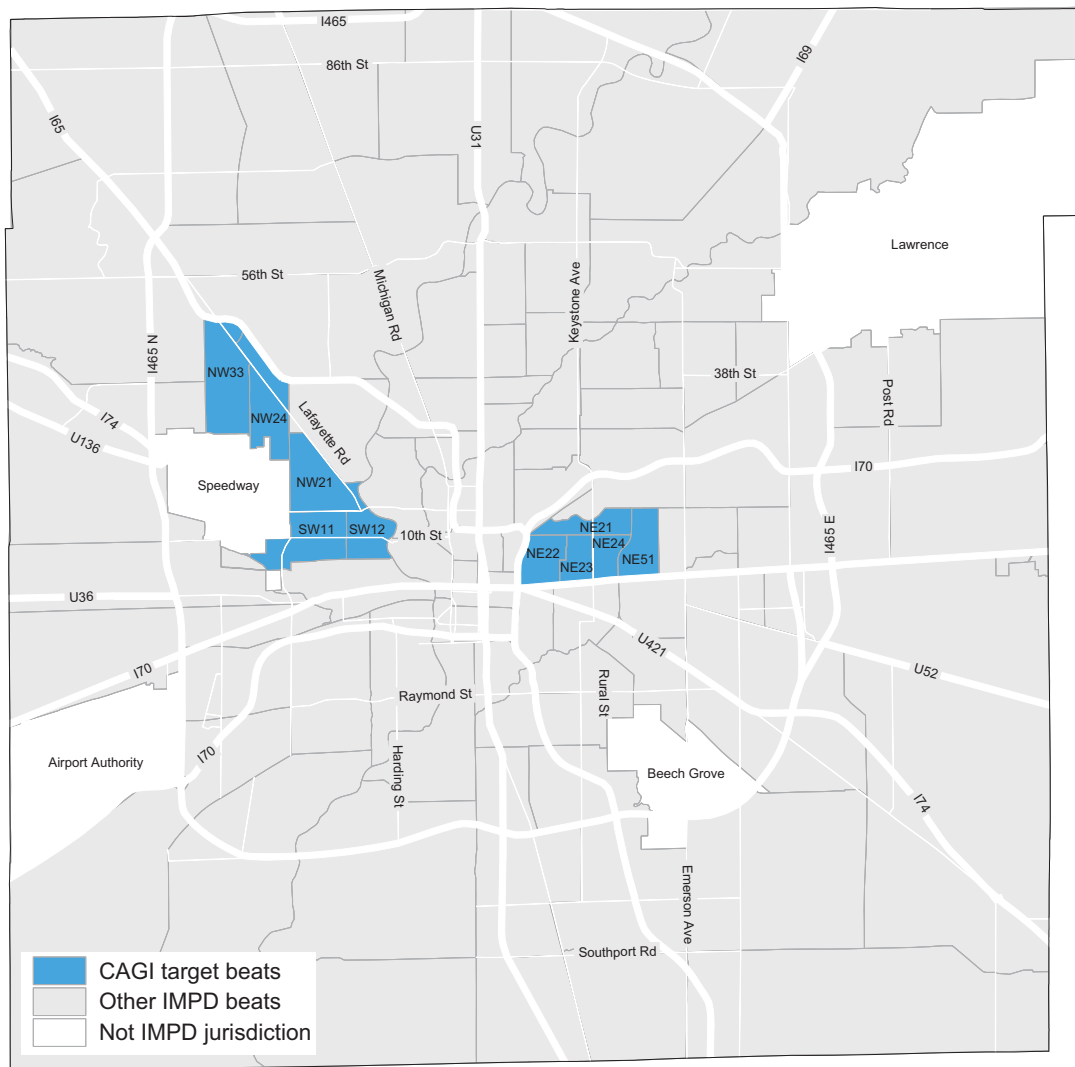 I465
86th St
I69
I65
U31
Lawrence
56th St
Michigan Rd
Keystone Ave
I465 N
NW33
38th St
Post Rd
I74
NW24
Lafayette Rd
U136
I70
Speedway
NW21
I465 E
SW11
SW12
10th St
NE21
NE22
NE24
NE23
NE51
U36
U421
I70
U52
Raymond St
Rural St
I70
Airport Authority
Harding St
Beech Grove
I74
Emerson Ave
Southport Rd
CAGI target beats
Other IMPD beats
Not IMPD jurisdiction